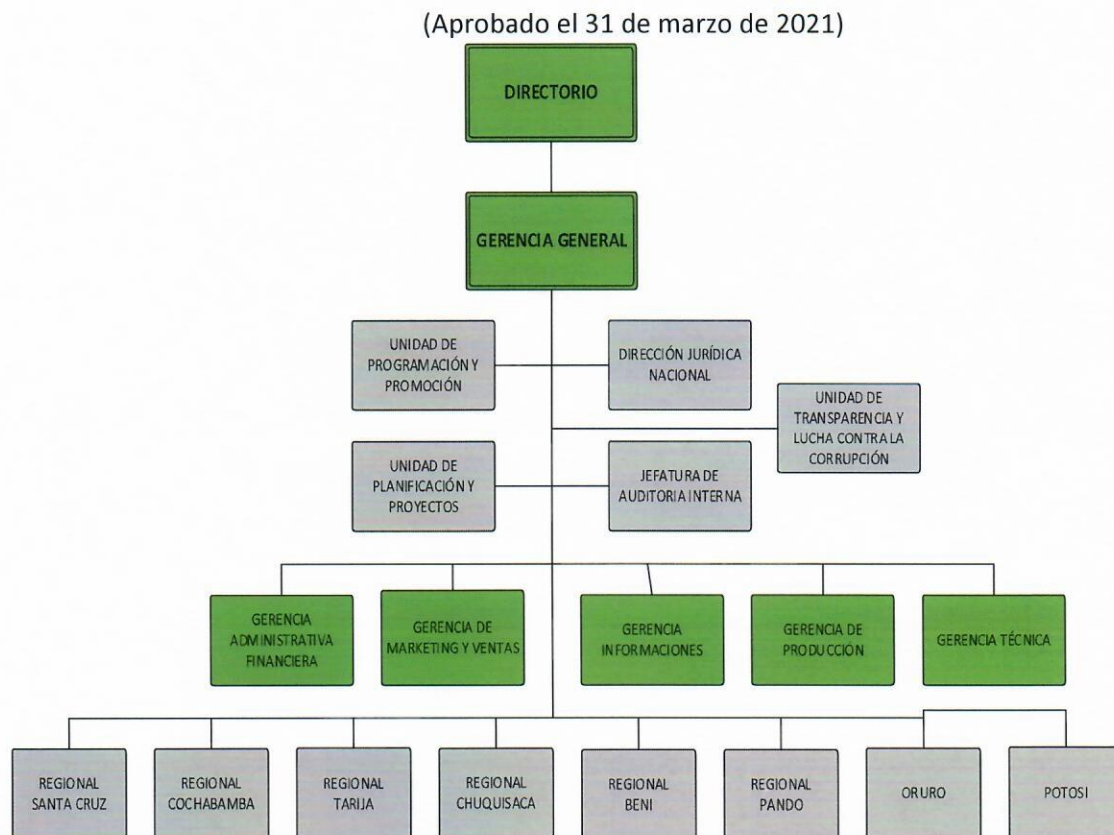 (Aprobado el 31 de marzo de 2021)
DIRECTORIO
GERENCIA GENERAL
UNIDAD DE
PROGRAMACIÓN Y
PROMOCIÓN
DIRECCIÓN JURÍDICA
NACIONAL
UNIDAD DE
TRANSPARENCIA Y
LUCHA CONTRA LA
CORRUPCIÓN
UNIDAD DE
PLANIFICACIÓN Y
PROYECTOS
JEFATURA DE
AUDITORIA INTERNA
GERENCIA
ADMINISTRATIVA
FINANCIERA
GERENCIA DE
MARKETING Y VENTAS
GERENCIA
INFORMACIONES
GERENCIA DE
PRODUCCIÓN
GERENCIA TÉCNICA
REGIONAL
SANTA CRUZ
REGIONAL
COCHABAMBA
REGIONAL
TARIJA
REGIONAL
CHUQUISACA
REGIONAL
BENI
REGIONAL
PANDO
ORURO
POTOSI